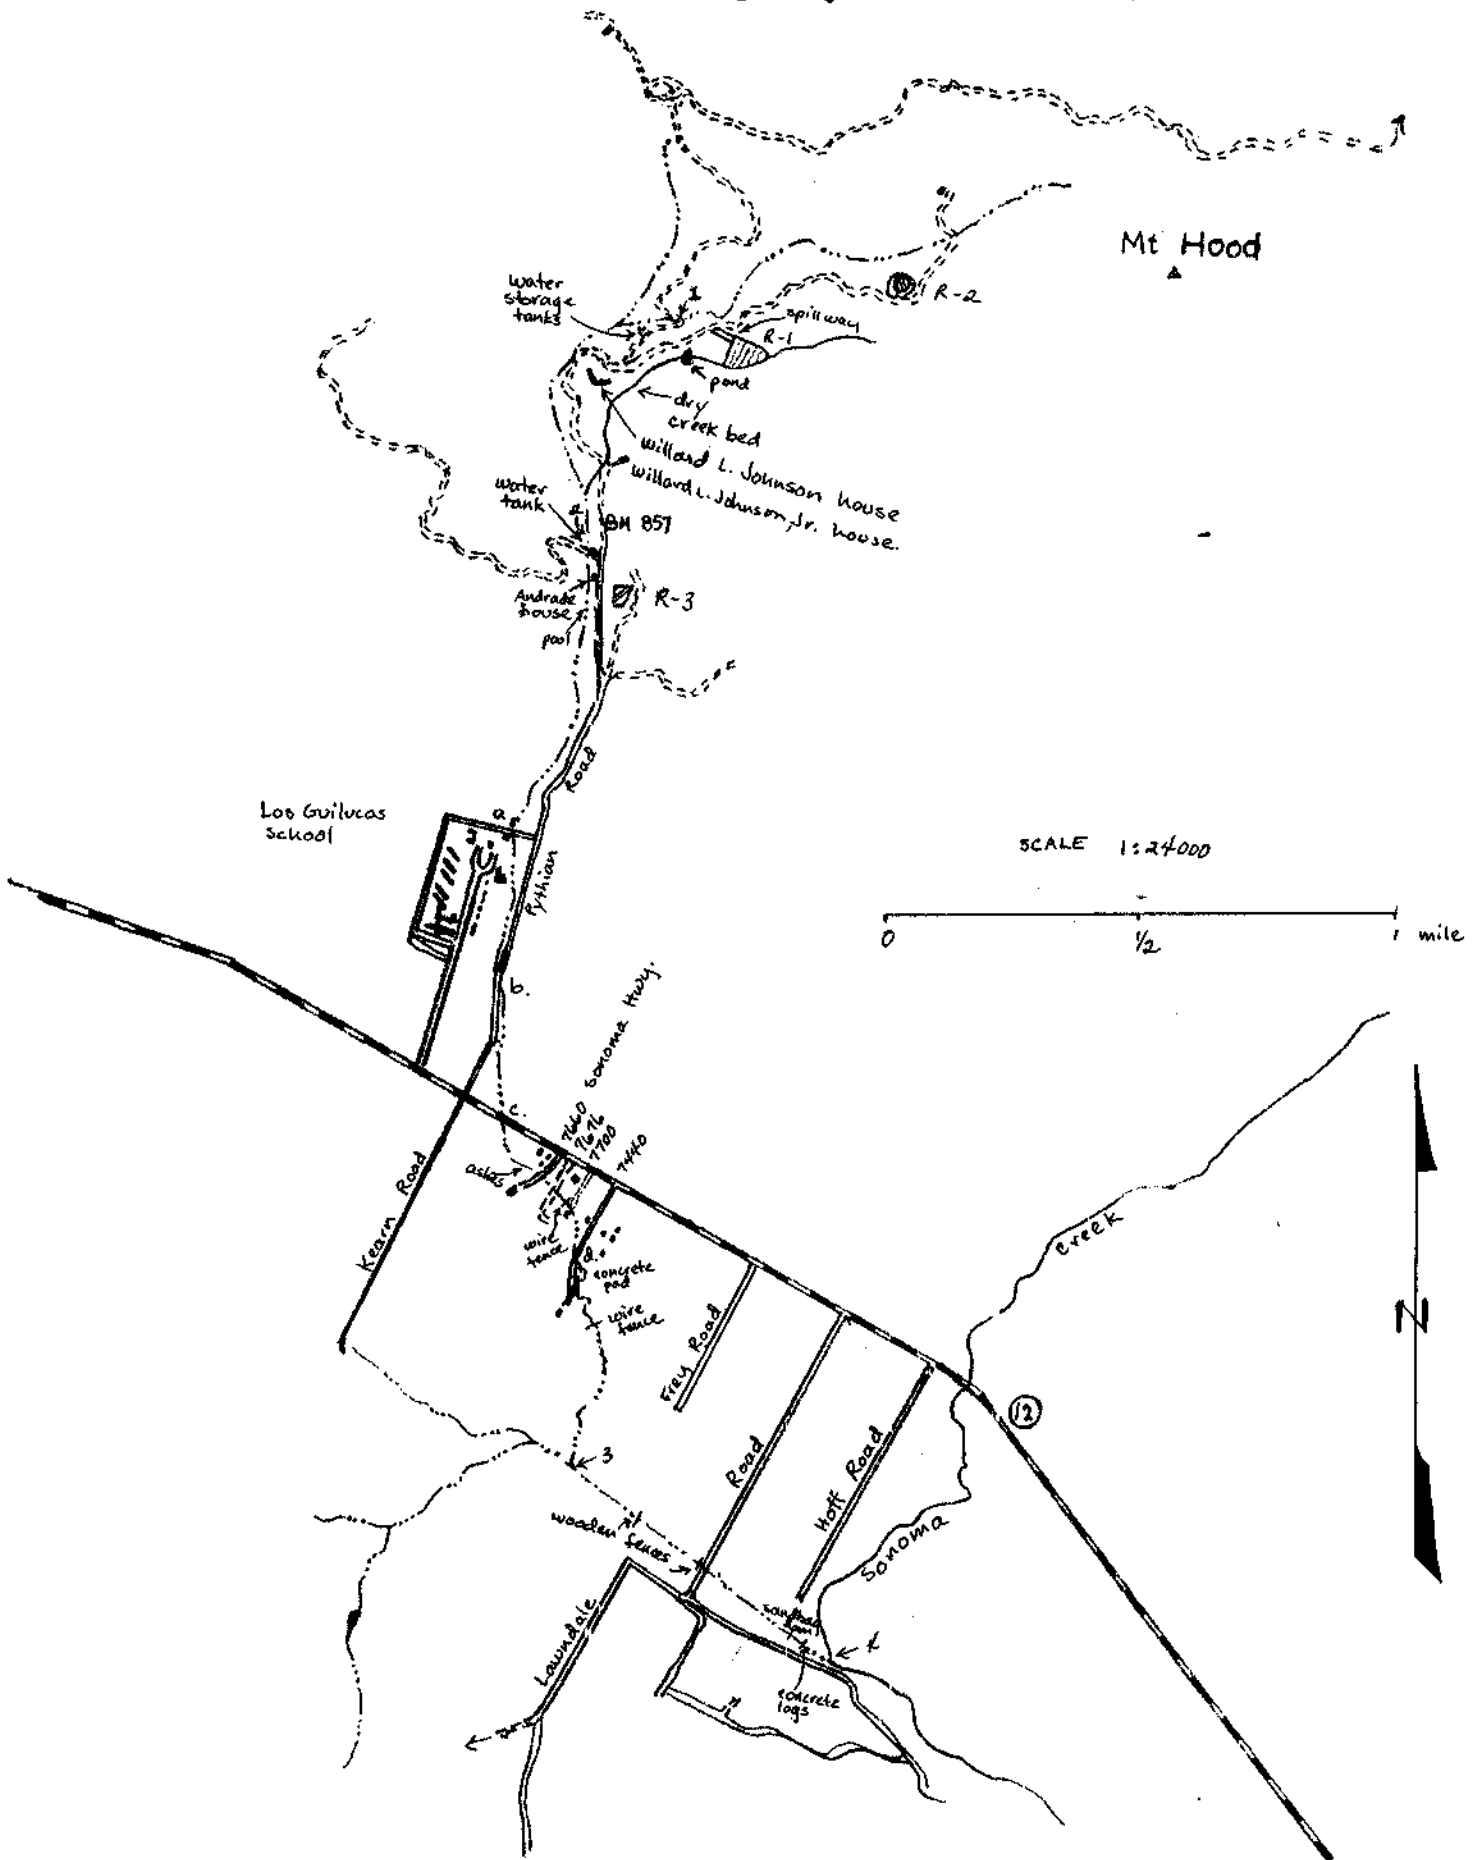 Mt Hood
water
storage
tanks
1
R-2
spillway
R-1
pond
dry
creek bed
Willard L. Johnson house
Willard L. Johnson, Jr. house.
water
tank
2
BM 857
Andrade
house
pool
R-3
Road
Los Guilucas
School
a
Pythian
SCALE 1:24000
0
1/2
1 mile
b.
Sonoma Hwy.
c.
7660
7676
7700
7440
Kearn Road
wire
fence
d.
concrete
pad
wire
fence
Creek
N
Frey Road
12
3
Road
Hoff Road
Sonoma
wooden
fences
Lawndale
4
concrete
logs